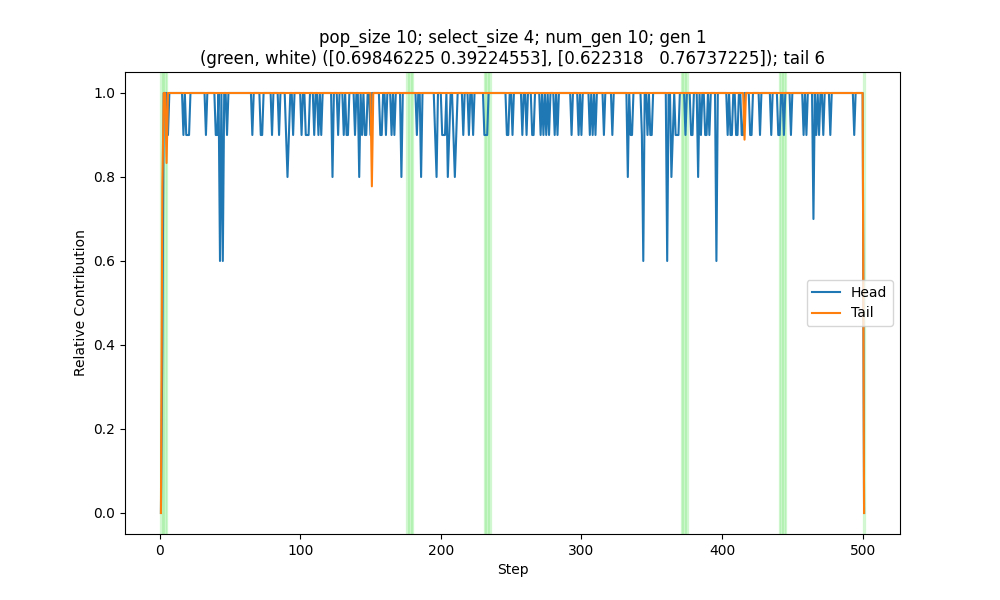 pop_size 10; select_size 4; num_gen 10; gen 1
(green, white) ([0.69846225 0.39224553], [0.622318   0.76737225]); tail 6
1.0
0.8
0.6
0.4
0.2
0.0
Relative Contribution
Head
Tail
0
100
200
300
400
500
Step